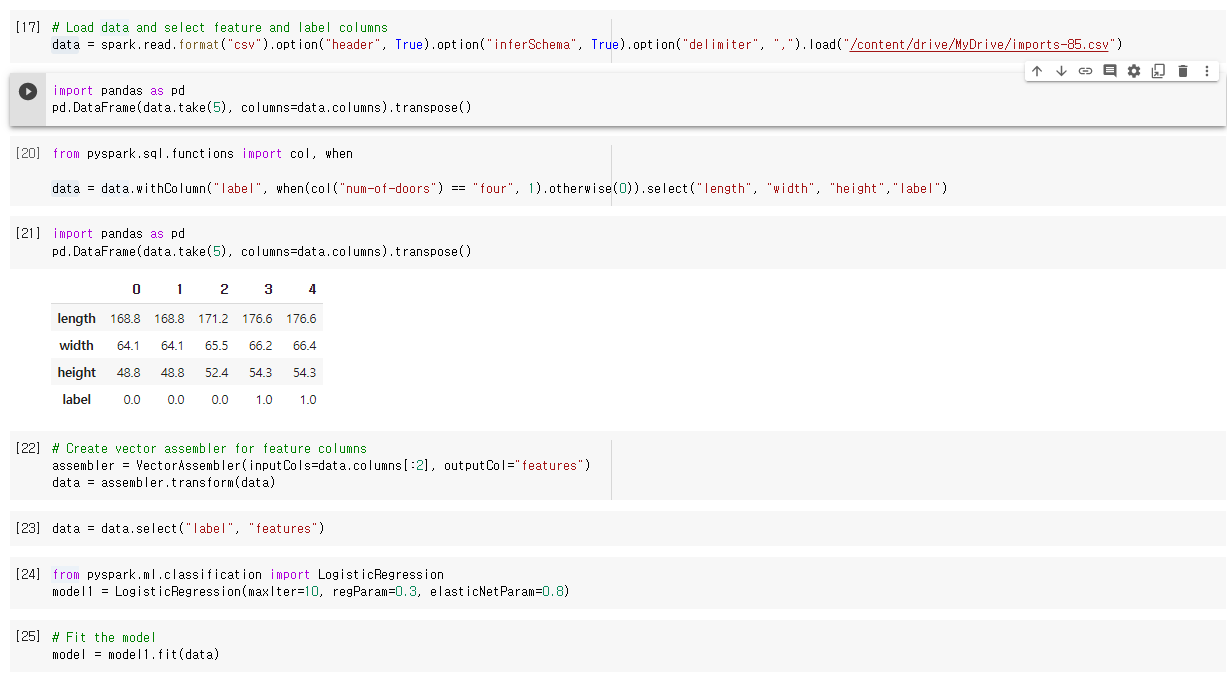 [17] # Load data and select feature and label columns
data = spark.read.format("csv").option("header", True).option("inferSchema", True).option("delimiter", ",").load("/content/drive/MyDrive/imports-85.csv")
import pandas as pd
pd.DataFrame(data.take(5), columns=data.columns).transpose()
[20] from pyspark.sql.functions import col, when
data = data.withColumn("label", when(col("num-of-doors") == "four", 1).otherwise(0)).select("length", "width", "height","label")
[21] import pandas as pd
pd.DataFrame(data.take(5), columns=data.columns).transpose()
0 1 2 3 4
length 168.8 168.8 171.2 176.6 176.6
width 64.1 64.1 65.5 66.2 66.4
height 48.8 48.8 52.4 54.3 54.3
label 0.0 0.0 0.0 1.0 1.0
[22] # Create vector assembler for feature columns
assembler = VectorAssembler(inputCols=data.columns[:2], outputCol="features")
data = assembler.transform(data)
[23] data = data.select("label", "features")
[24] from pyspark.ml.classification import LogisticRegression
model1 = LogisticRegression(maxIter=10, regParam=0.3, elasticNetParam=0.8)
[25] # Fit the model
model = model1.fit(data)